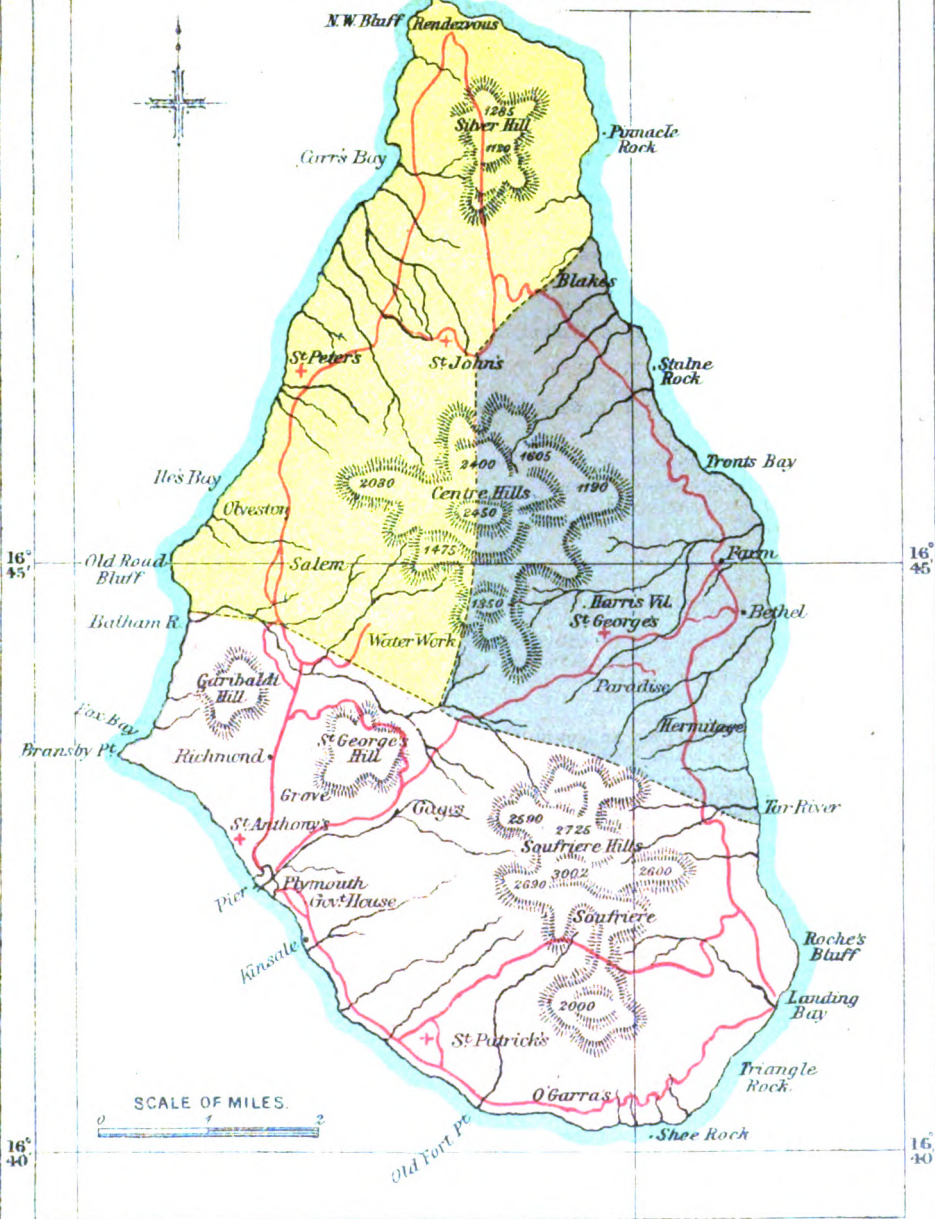 N.W. Bluff
Rendezvous
1285
Silver Hill
1120
Pinnacle
Rock
Carr's Bay
Blakes
St. Peter's
St. John's
Statue
Rock
2400
1605
Tronts Bay
Ile's Bay
2030
Centre Hills
1190
Olveston
2450
1475
16°
45'
Old Road
Bluff
Salem
Farm
16°
45'
1350
Harris Vil.
St. George's
Bethel
Batham R.
Water Work
Garibaldi
Hill
Paradise
Fox Bay
Hermitage
Bransby Pt.
Richmond
St. George's
Hill
Grove
Gages
Tar River
St. Anthony's
2590
2725
Soufriere Hills
3002
2690
2600
Pier
Plymouth
Govt. House
Soufriere
Kinsale
Roche's
Bluff
2000
Landing
Bay
St. Patrick's
Triangle
Rock.
O'Garra's
SCALE OF MILES.
0 1 2
Old Fort Pt.
Shee Rock
16°
40'
16°
40'